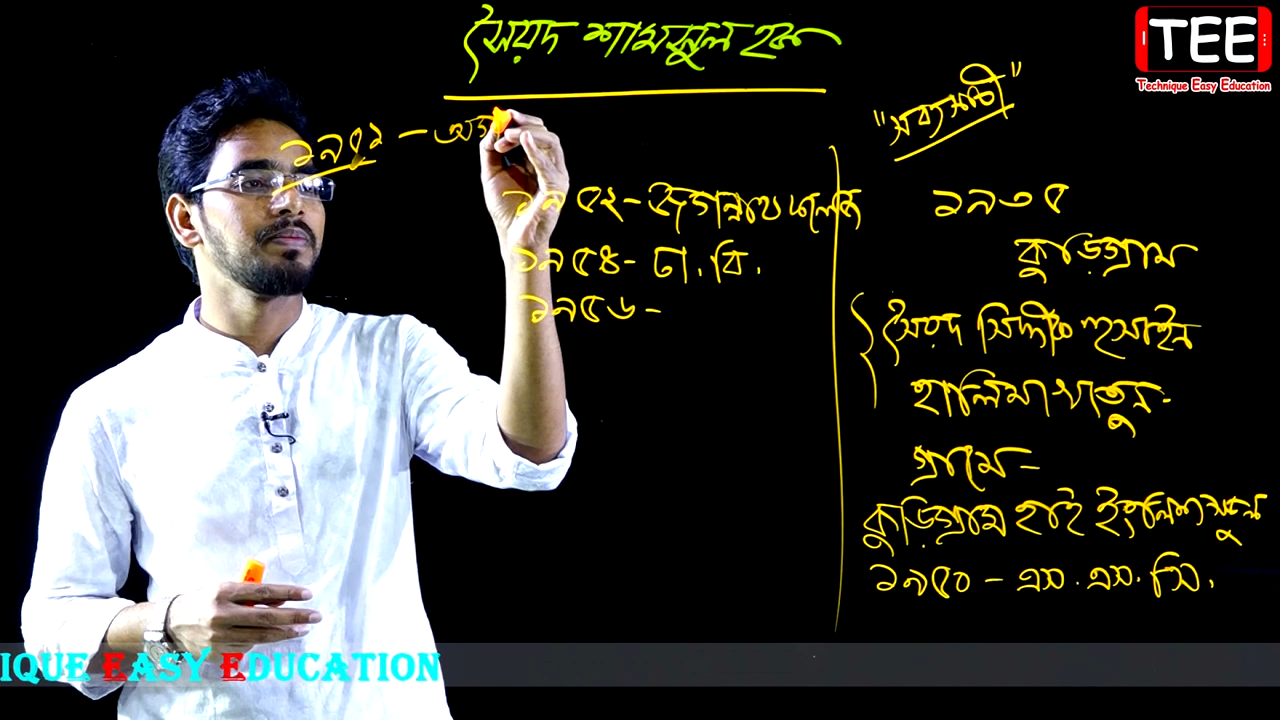 সৈয়দ শামসুল হক
TEE
Technique Easy Education
"সব্যসাচী"
১৯৫১ – অগ
১৯৫২ – জগন্নাথ কলেজ
১৯৫৪ – ঢা. বি.
১৯৫৬ –
১৯৩৫
কুড়িগ্রাম
সৈয়দ সিদ্দীক হুসাইন
হালিমা খাতুন
গ্রামে –
কুড়িগ্রাম হাই ইংলিশ স্কুল
১৯৫০ – এস. এস. সি.
IQUE EASY EDUCATION